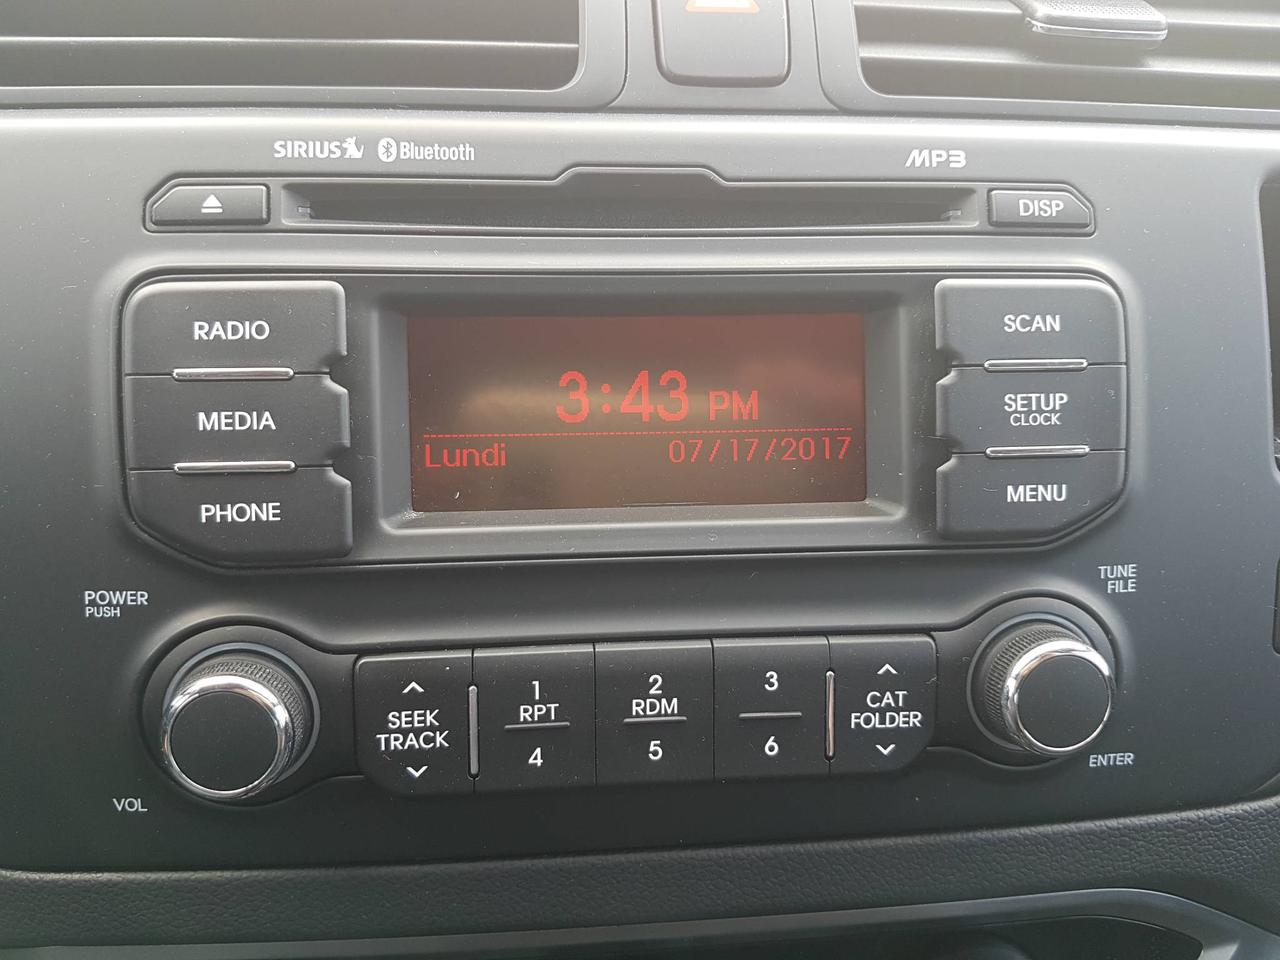 SIRIUS Bluetooth
MP3
DISP
RADIO
MEDIA
PHONE
3:43 PM
Lundi 07/17/2017
SCAN
SETUP
CLOCK
MENU
POWER
PUSH
VOL
SEEK
TRACK
1
RPT
4
2
RDM
5
3
6
CAT
FOLDER
TUNE
FILE
ENTER